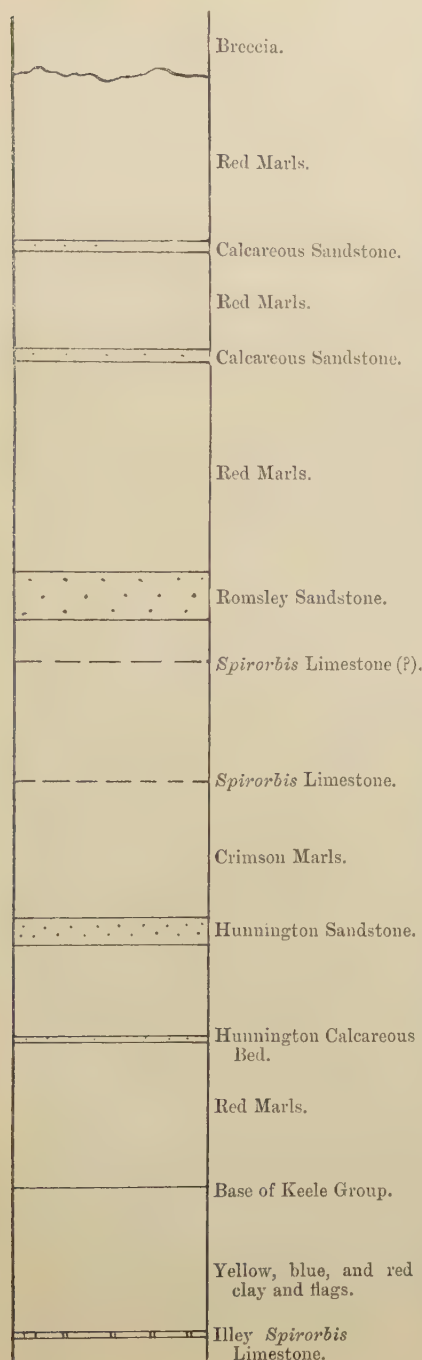 Breccia.
Red Marls.
Calcareous Sandstone.
Red Marls.
Calcareous Sandstone.
Red Marls.
Romsley Sandstone.
Spirorbis Limestone (?).
Spirorbis Limestone.
Crimson Marls.
Hunnington Sandstone.
Hunnington Calcareous
Bed.
Red Marls.
Base of Keele Group.
Yellow, blue, and red
clay and flags.
Illey Spirorbis
Limestone.